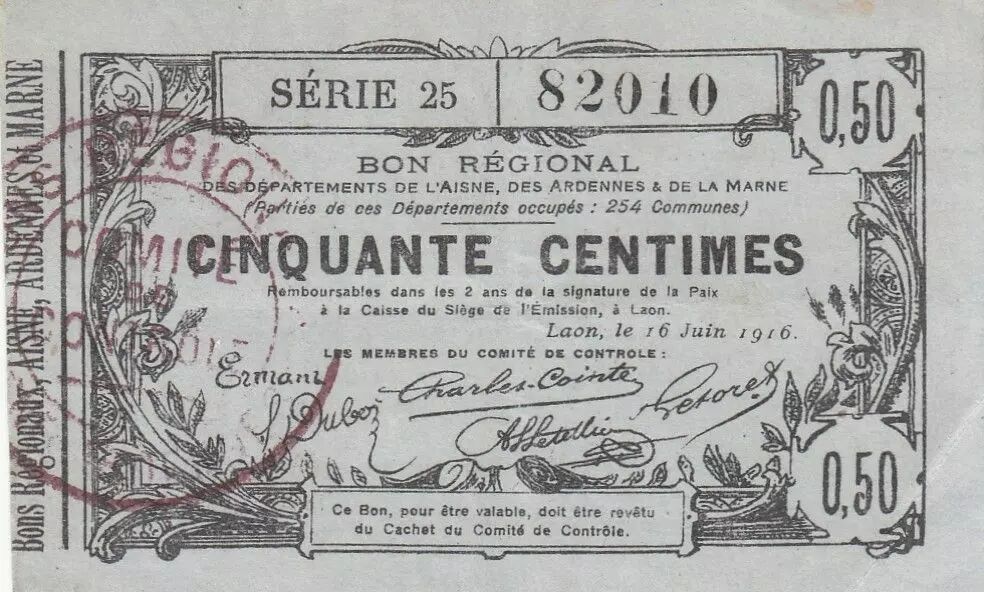 Bons Régionaux, AISNE, ARDENNES et MARNE
SÉRIE 25
82010
0,50
BON RÉGIONAL
DES DÉPARTEMENTS DE L'AISNE, DES ARDENNES & DE LA MARNE
(Parties de ces Départements occupés : 254 Communes)
CINQUANTE CENTIMES
Remboursables dans les 2 ans de la signature de la Paix
à la Caisse du Siège de l'Émission, à Laon.
Laon, le 16 Juin 1916.
LES MEMBRES DU COMITÉ DE CONTROLE :
Ermant
Charles-Cointe
0,50
Ce Bon, pour être valable, doit être revêtu
du Cachet du Comité de Contrôle.